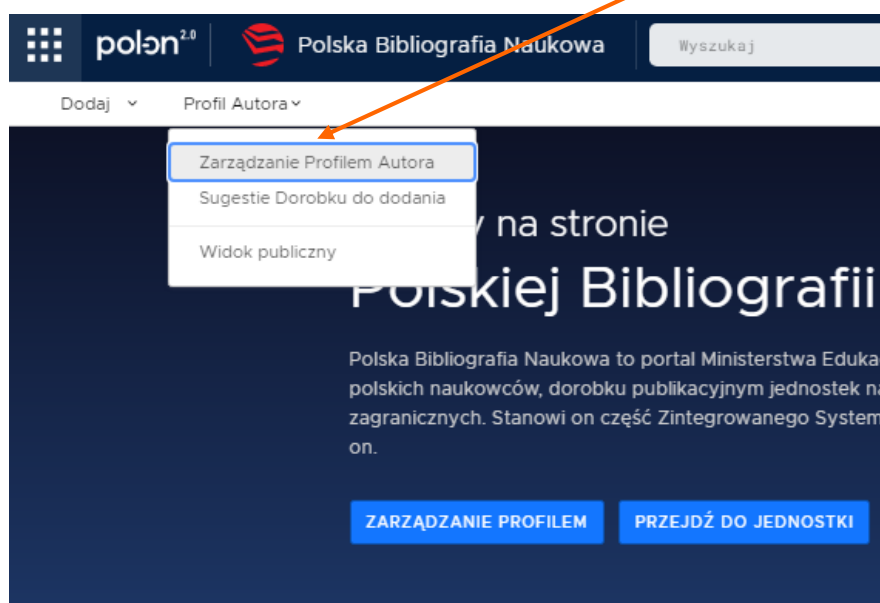 polon 2.0 Polska Bibliografia Naukowa Wyszukaj
Dodaj Profil Autora
Zarządzanie Profilem Autora
Sugestie Dorobku do dodania
Widok publiczny
na stronie
Polskiej Bibliografii
Polska Bibliografia Naukowa to portal Ministerstwa Eduka
polskich naukowców, dorobku publikacyjnym jednostek na
zagranicznych. Stanowi on część Zintegrowanego System
on.
ZARZĄDZANIE PROFILEM PRZEJDŹ DO JEDNOSTKI